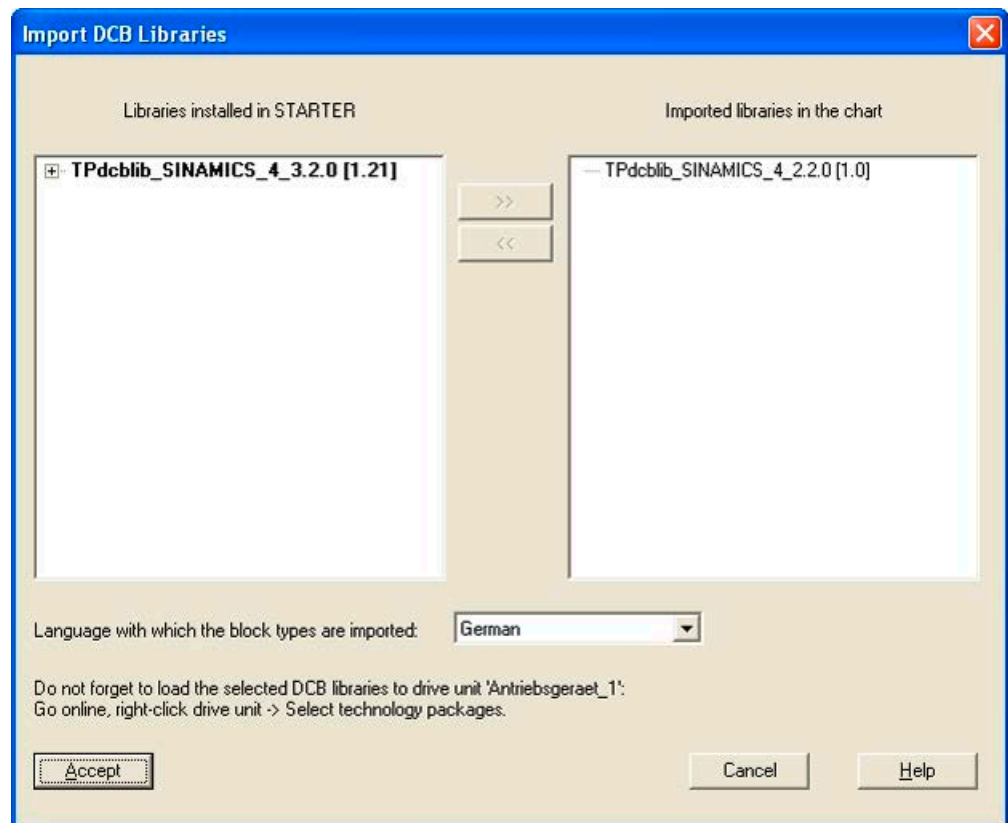 Import DCB Libraries
Libraries installed in STARTER
Imported libraries in the chart
TPdcblib_SINAMICS_4_3.2.0 [1.21]
TPdcblib_SINAMICS_4_2.2.0 [1.0]
>>
<<
Language with which the block types are imported:
German
Do not forget to load the selected DCB libraries to drive unit 'Antriebsgeraet_1':
Go online, right-click drive unit -> Select technology packages.
Accept
Cancel
Help